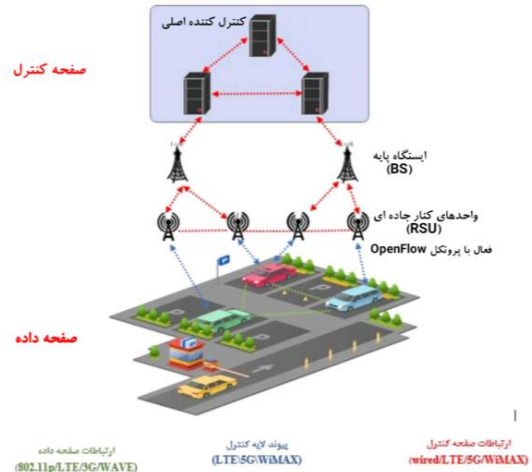 کنترل کننده اصلی
صفحه کنترل
ایستگاه پایه
(BS)
واحدهای کنار جاده ای
(RSU)
فعال با پروتکل OpenFlow
P
P
P
صفحه داده
ارتباطات صفحه کنترل
(wired/LTE/5G/WiMAX)
پیوند لایه کنترل
(LTE\5G\WiMAX)
ارتباطات صفحه داده
(802.11p/LTE/3G/WAVE)